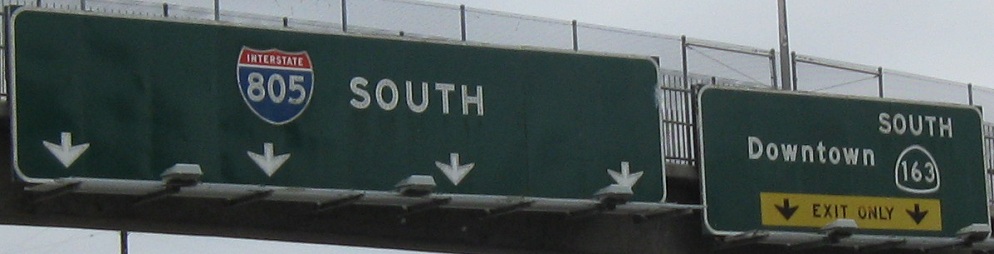 INTERSTATE
805
SOUTH
SOUTH
Downtown
163
EXIT ONLY